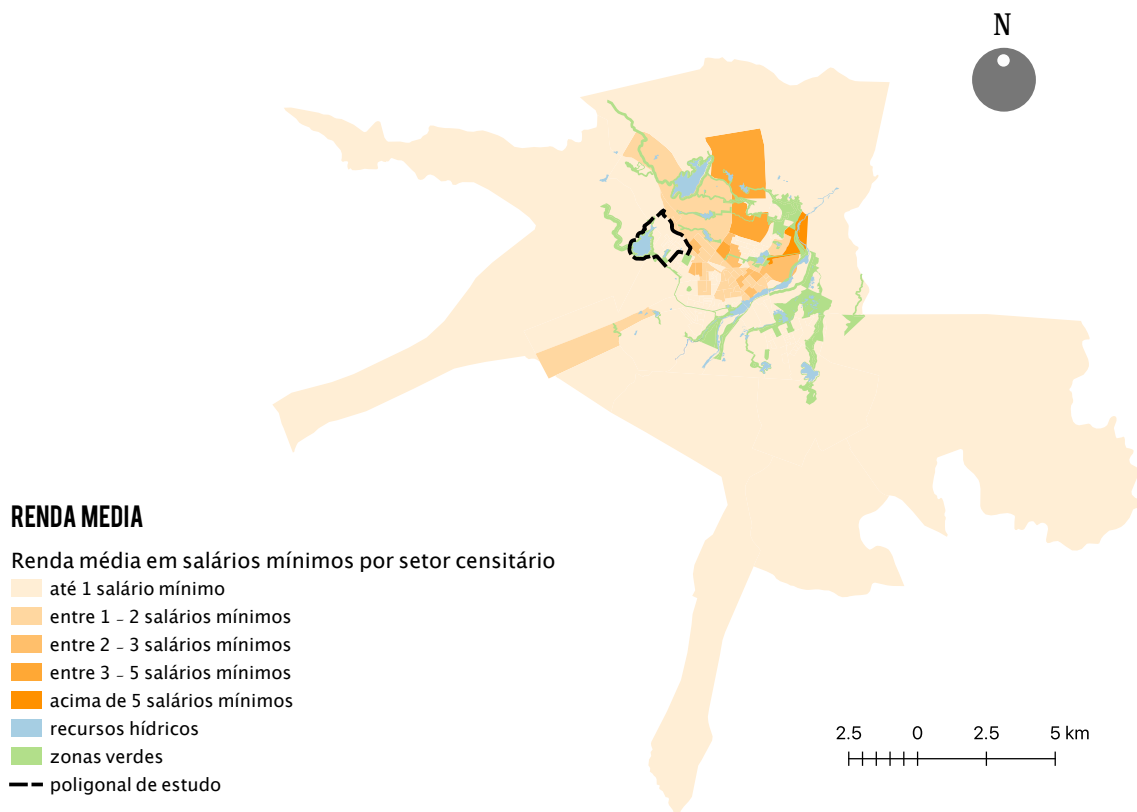 N
RENDA MEDIA
Renda média em salários mínimos por setor censitário
até 1 salário mínimo
entre 1 - 2 salários mínimos
entre 2 - 3 salários mínimos
entre 3 - 5 salários mínimos
acima de 5 salários mínimos
recursos hídricos
zonas verdes
poligonal de estudo
2.5 0 2.5 5 km